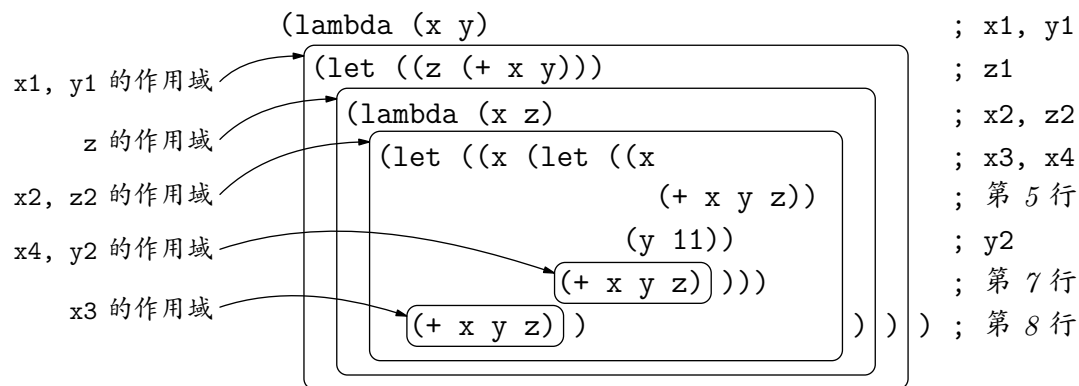 (lambda (x y) ; x1, y1
x1, y1 的作用域 (let ((z (+ x y))) ; z1
z 的作用域 (lambda (x z) ; x2, z2
x2, z2 的作用域 (let ((x (let ((x ; x3, x4
(+ x y z)) ; 第 5 行
x4, y2 的作用域 (y 11)) ; y2
(+ x y z) ))) ; 第 7 行
x3 的作用域 (+ x y z) ) ) ) ) ; 第 8 行